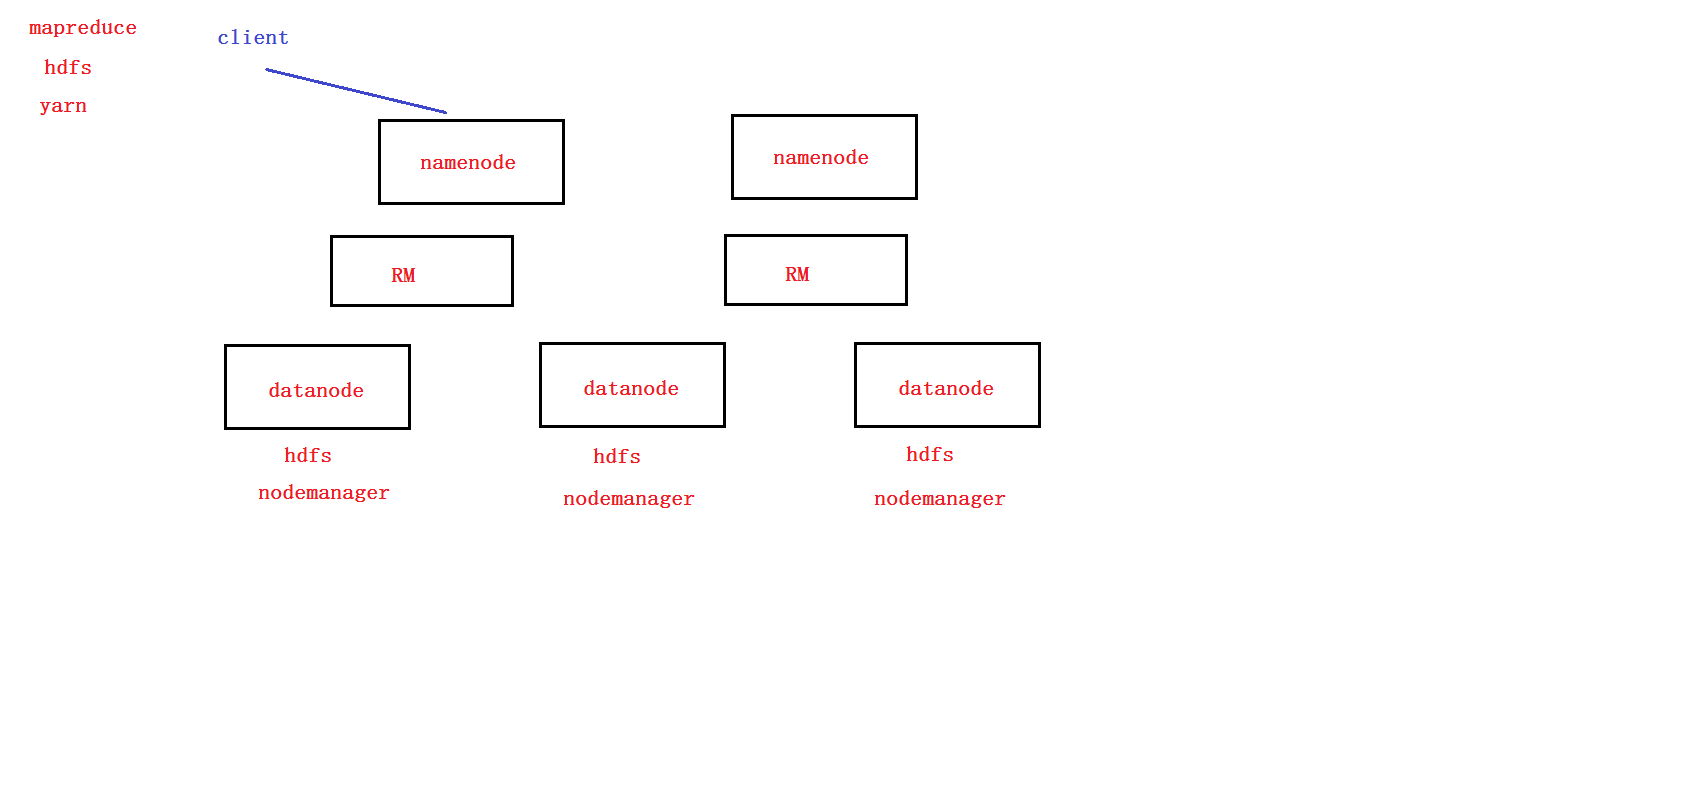 mapreduce
client
hdfs
yarn
namenode
namenode
RM
RM
datanode
datanode
datanode
hdfs
hdfs
hdfs
nodemanager
nodemanager
nodemanager